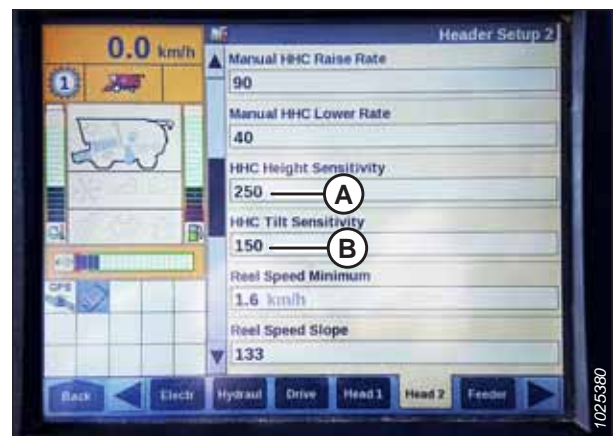 0.0 km/h
Header Setup 2
1
Manual HHC Raise Rate
90
Manual HHC Lower Rate
40
HHC Height Sensitivity
250
A
HHC Tilt Sensitivity
150
B
Reel Speed Minimum
1.6 km/h
GPS
Reel Speed Slope
133
Back
Electr
Hydraul
Drive
Head 1
Head 2
Feeder
1025380